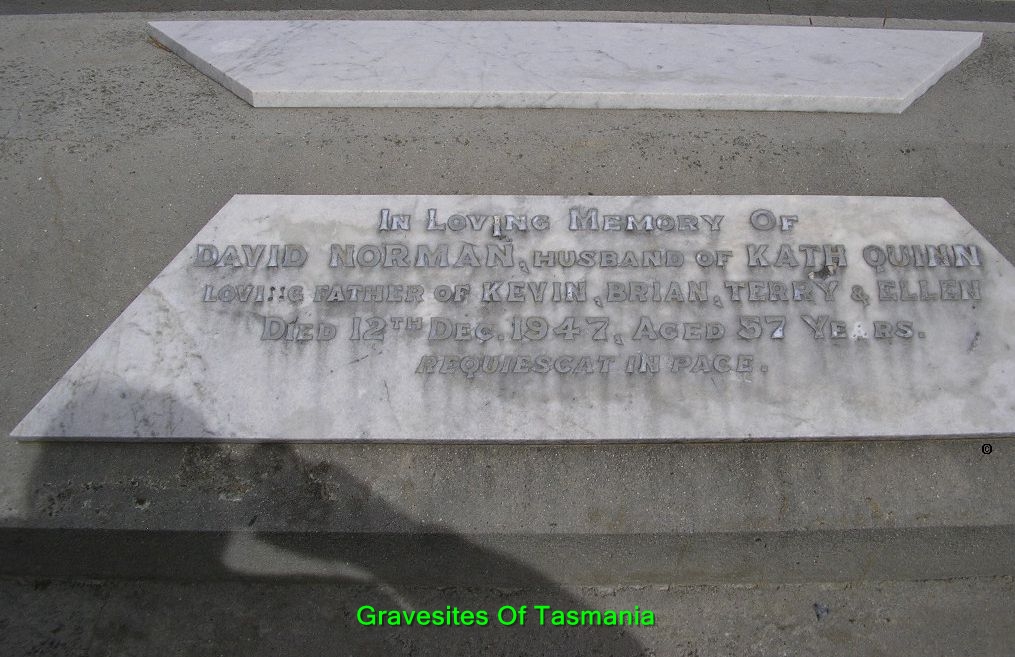 In Loving Memory Of
DAVID NORMAN, HUSBAND OF KATH QUINN
LOVING FATHER OF KEVIN, BRIAN, TERRY & ELLEN
Died 12TH Dec. 1947, Aged 57 Years.
REQUIESCAT IN PACE.
Gravesites Of Tasmania